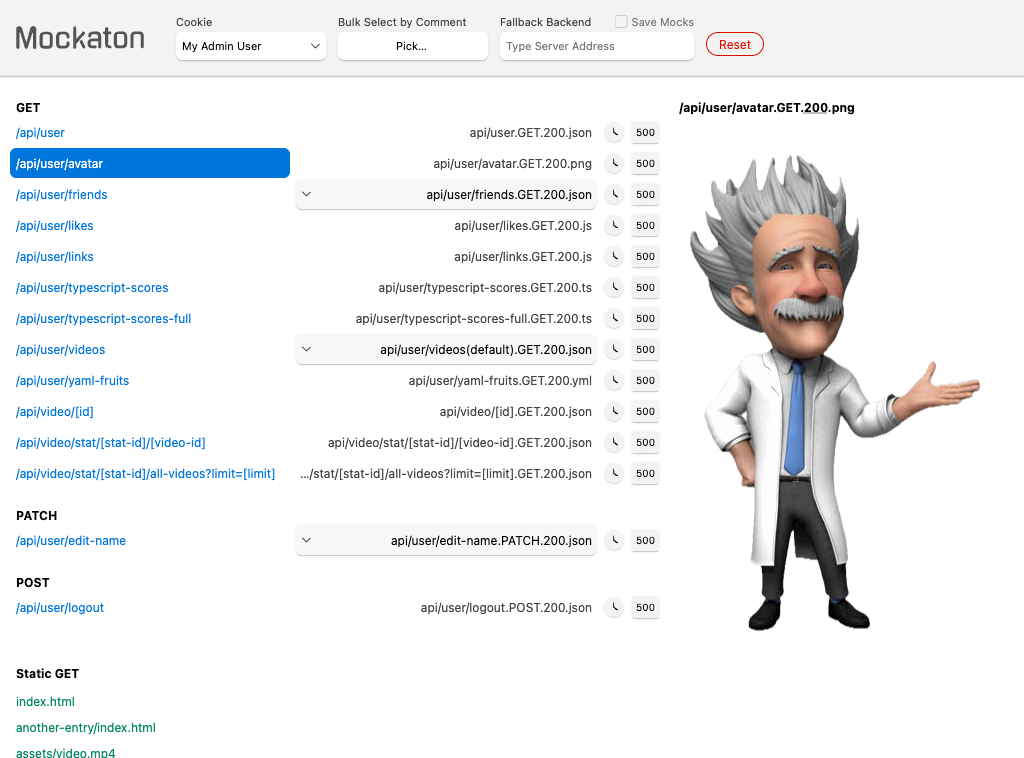 Mockaton
Cookie
My Admin User
Bulk Select by Comment
Pick...
Fallback Backend
Save Mocks
Type Server Address
Reset
GET
/api/user api/user.GET.200.json 500
/api/user/avatar api/user/avatar.GET.200.png 500
/api/user/friends api/user/friends.GET.200.json 500
/api/user/likes api/user/likes.GET.200.js 500
/api/user/links api/user/links.GET.200.js 500
/api/user/typescript-scores api/user/typescript-scores.GET.200.ts 500
/api/user/typescript-scores-full api/user/typescript-scores-full.GET.200.ts 500
/api/user/videos api/user/videos(default).GET.200.json 500
/api/user/yaml-fruits api/user/yaml-fruits.GET.200.yml 500
/api/video/[id] api/video/[id].GET.200.json 500
/api/video/stat/[stat-id]/[video-id] api/video/stat/[stat-id]/[video-id].GET.200.json 500
/api/video/stat/[stat-id]/all-videos?limit=[limit] .../stat/[stat-id]/all-videos?limit=[limit].GET.200.json 500
PATCH
/api/user/edit-name api/user/edit-name.PATCH.200.json 500
POST
/api/user/logout api/user/logout.POST.200.json 500
Static GET
index.html
another-entry/index.html
assets/video.mp4
/api/user/avatar.GET.200.png